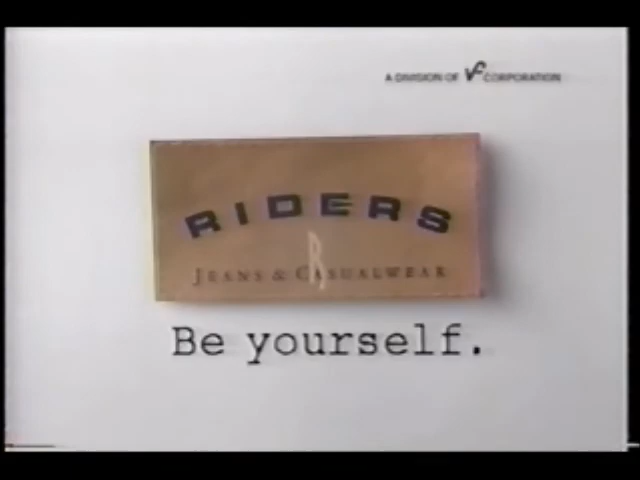 A DIVISION OF VF CORPORATION
RIDERS
R
JEANS & CASUALWEAR
Be yourself.